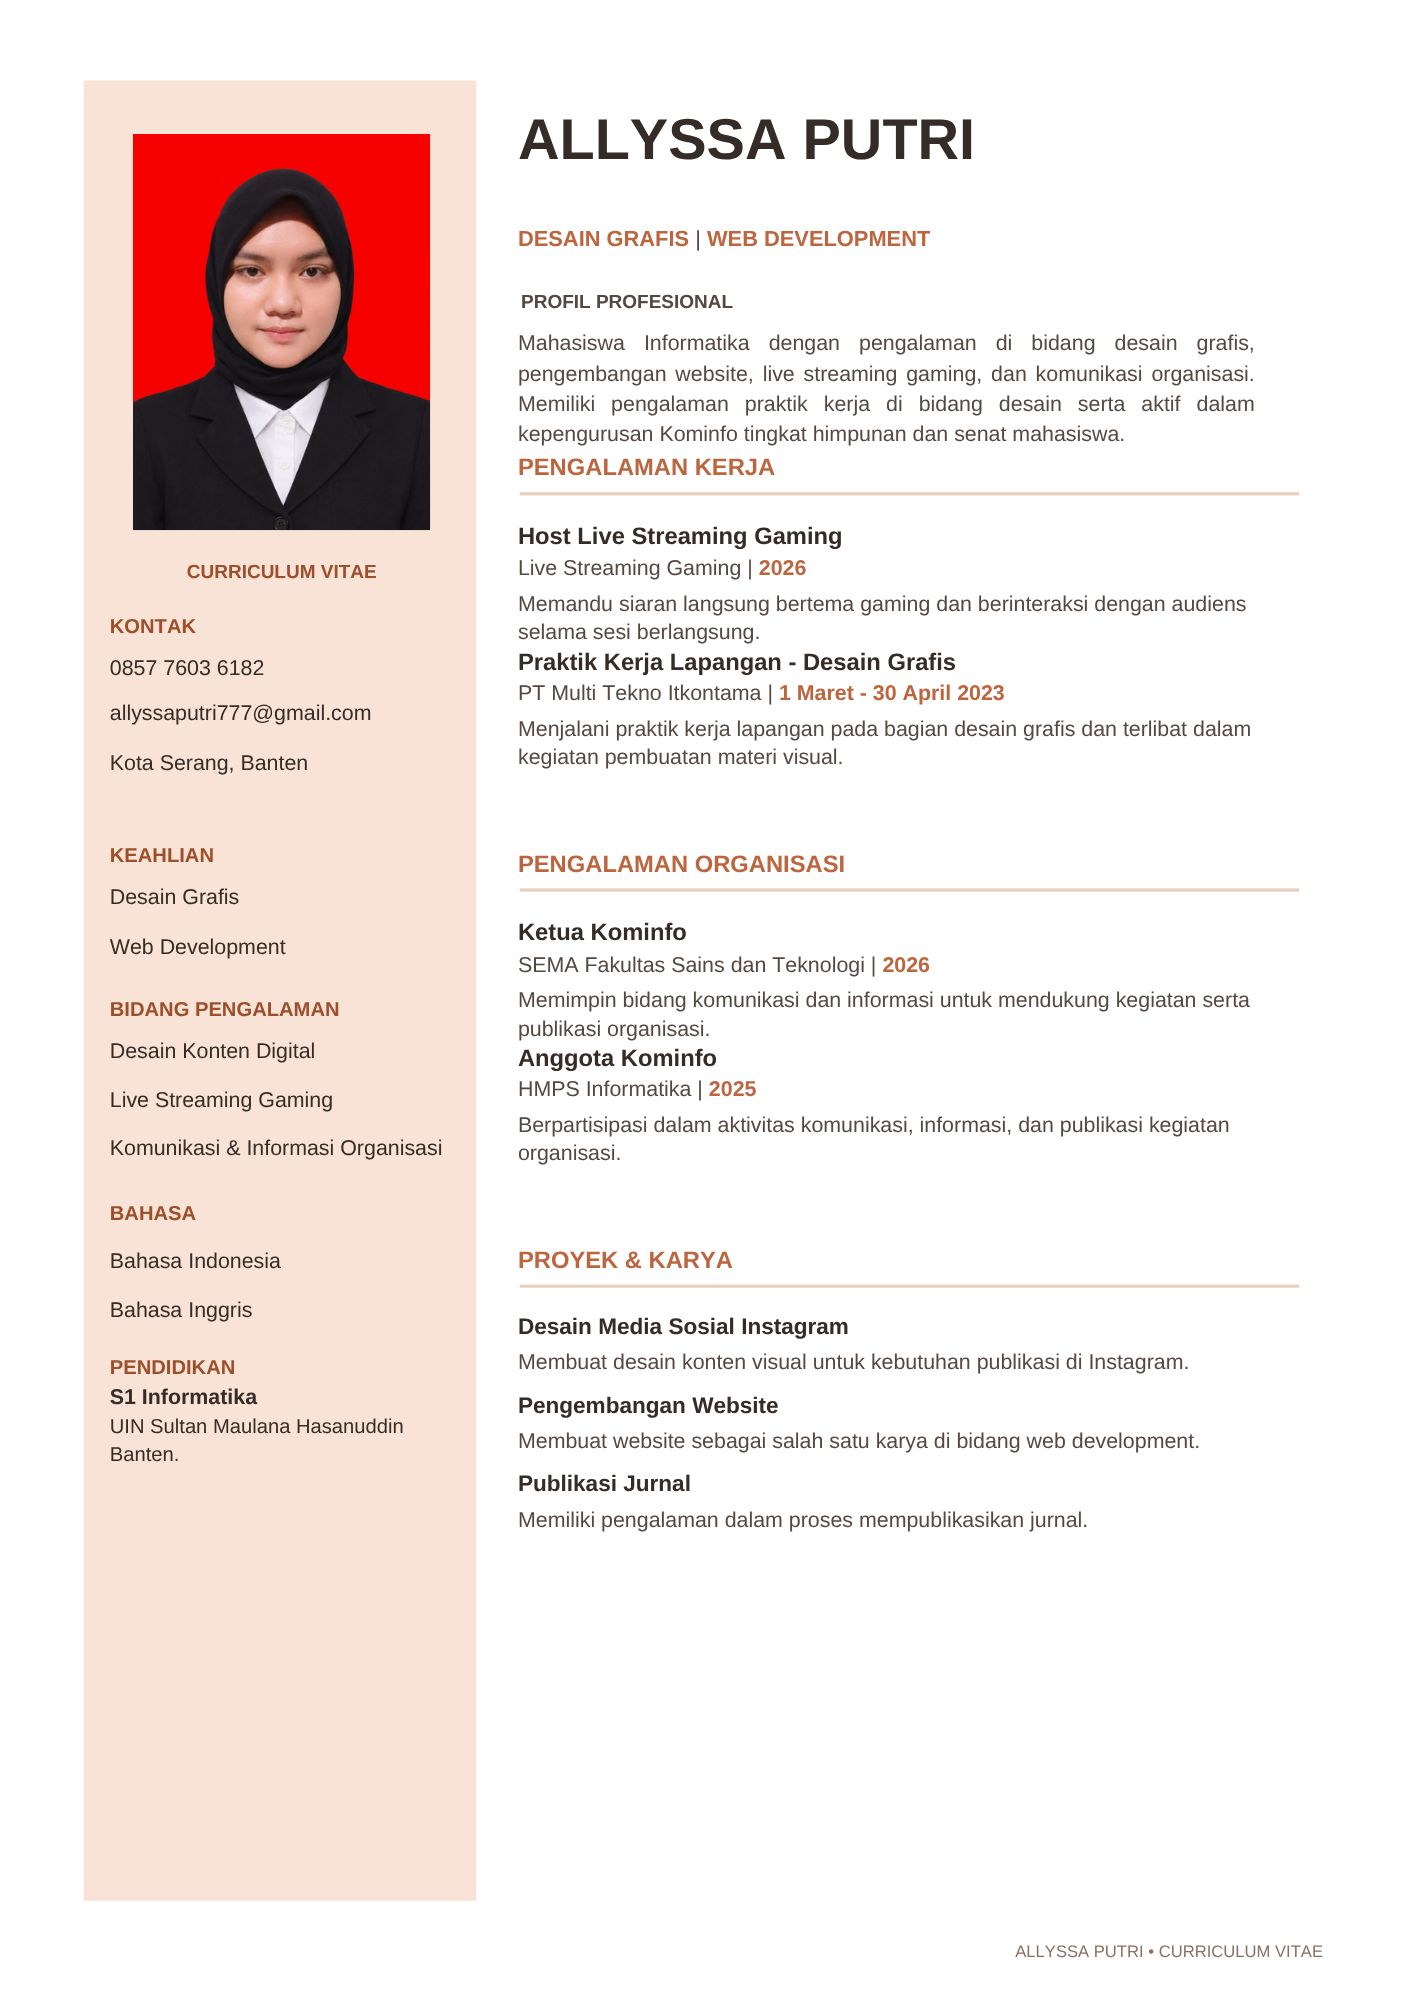 CURRICULUM VITAE
KONTAK
0857 7603 6182
allyssaputri777@gmail.com
Kota Serang, Banten
KEAHLIAN
Desain Grafis
Web Development
BIDANG PENGALAMAN
Desain Konten Digital
Live Streaming Gaming
Komunikasi & Informasi Organisasi
BAHASA
Bahasa Indonesia
Bahasa Inggris
PENDIDIKAN
S1 Informatika
UIN Sultan Maulana Hasanuddin
Banten.
ALLYSSA PUTRI
DESAIN GRAFIS | WEB DEVELOPMENT
PROFIL PROFESIONAL
Mahasiswa Informatika dengan pengalaman di bidang desain grafis,
pengembangan website, live streaming gaming, dan komunikasi organisasi.
Memiliki pengalaman praktik kerja di bidang desain serta aktif dalam
kepengurusan Kominfo tingkat himpunan dan senat mahasiswa.
PENGALAMAN KERJA
Host Live Streaming Gaming
Live Streaming Gaming | 2026
Memandu siaran langsung bertema gaming dan berinteraksi dengan audiens
selama sesi berlangsung.
Praktik Kerja Lapangan - Desain Grafis
PT Multi Tekno Itkontama | 1 Maret - 30 April 2023
Menjalani praktik kerja lapangan pada bagian desain grafis dan terlibat dalam
kegiatan pembuatan materi visual.
PENGALAMAN ORGANISASI
Ketua Kominfo
SEMA Fakultas Sains dan Teknologi | 2026
Memimpin bidang komunikasi dan informasi untuk mendukung kegiatan serta
publikasi organisasi.
Anggota Kominfo
HMPS Informatika | 2025
Berpartisipasi dalam aktivitas komunikasi, informasi, dan publikasi kegiatan
organisasi.
PROYEK & KARYA
Desain Media Sosial Instagram
Membuat desain konten visual untuk kebutuhan publikasi di Instagram.
Pengembangan Website
Membuat website sebagai salah satu karya di bidang web development.
Publikasi Jurnal
Memiliki pengalaman dalam proses mempublikasikan jurnal.
ALLYSSA PUTRI • CURRICULUM VITAE